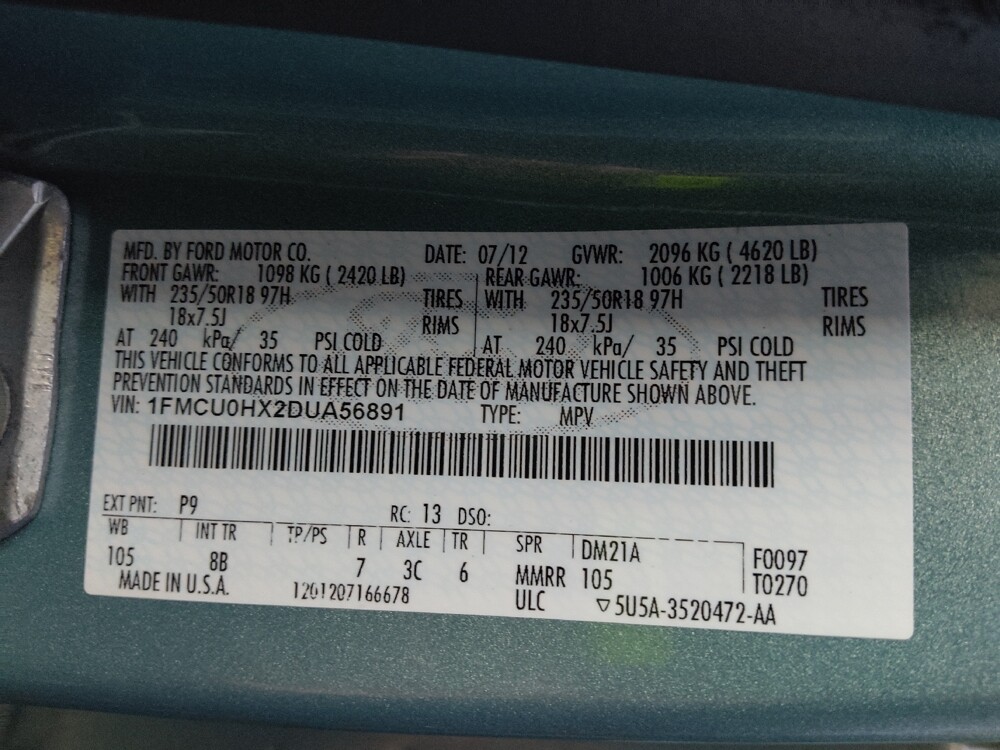 MFD. BY FORD MOTOR CO. DATE: 07/12 GVWR: 2096 KG ( 4620 LB)
FRONT GAWR: 1098 KG ( 2420 LB) REAR GAWR: 1006 KG ( 2218 LB)
WITH 235/50R18 97H TIRES WITH 235/50R18 97H TIRES
18x7.5J RIMS 18x7.5J RIMS
AT 240 kPa/ 35 PSI COLD AT 240 kPa/ 35 PSI COLD
THIS VEHICLE CONFORMS TO ALL APPLICABLE FEDERAL MOTOR VEHICLE SAFETY AND THEFT
PREVENTION STANDARDS IN EFFECT ON THE DATE OF MANUFACTURE SHOWN ABOVE.
VIN: 1FMCU0HX2DUA56891 TYPE: MPV
EXT PNT: P9 RC: 13 DSO:
WB INT TR TP/PS R AXLE TR SPR DM21A F0097
105 8B 7 3C 6 MMRR 105 T0270
MADE IN U.S.A. 1201207166678 ULC ▽5U5A-3520472-AA